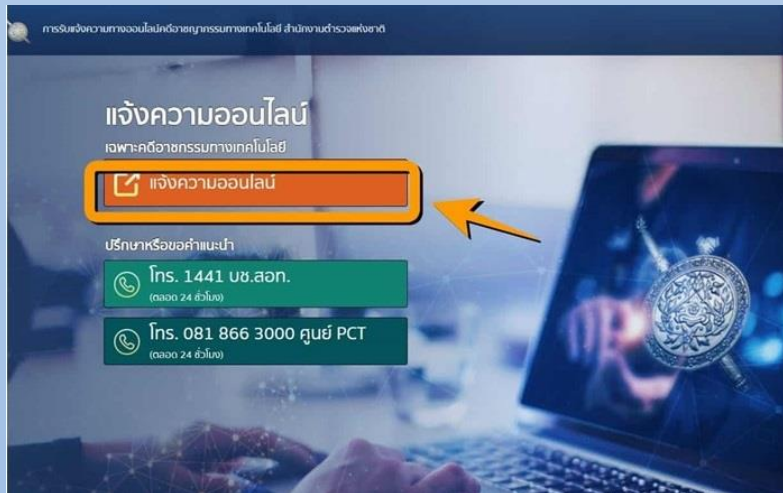 การรับแจ้งความทางออนไลน์คดีอาชญากรรมทางเทคโนโลยี สำนักงานตำรวจแห่งชาติ
แจ้งความออนไลน์
เฉพาะคดีอาชกรรมทางเทคโนโลยี
แจ้งความออนไลน์
ปรึกษาหรือขอคำแนะนำ
โทร. 1441 บช.สอท.
(ตลอด 24 ชั่วโมง)
โทร. 081 866 3000 ศูนย์ PCT
(ตลอด 24 ชั่วโมง)